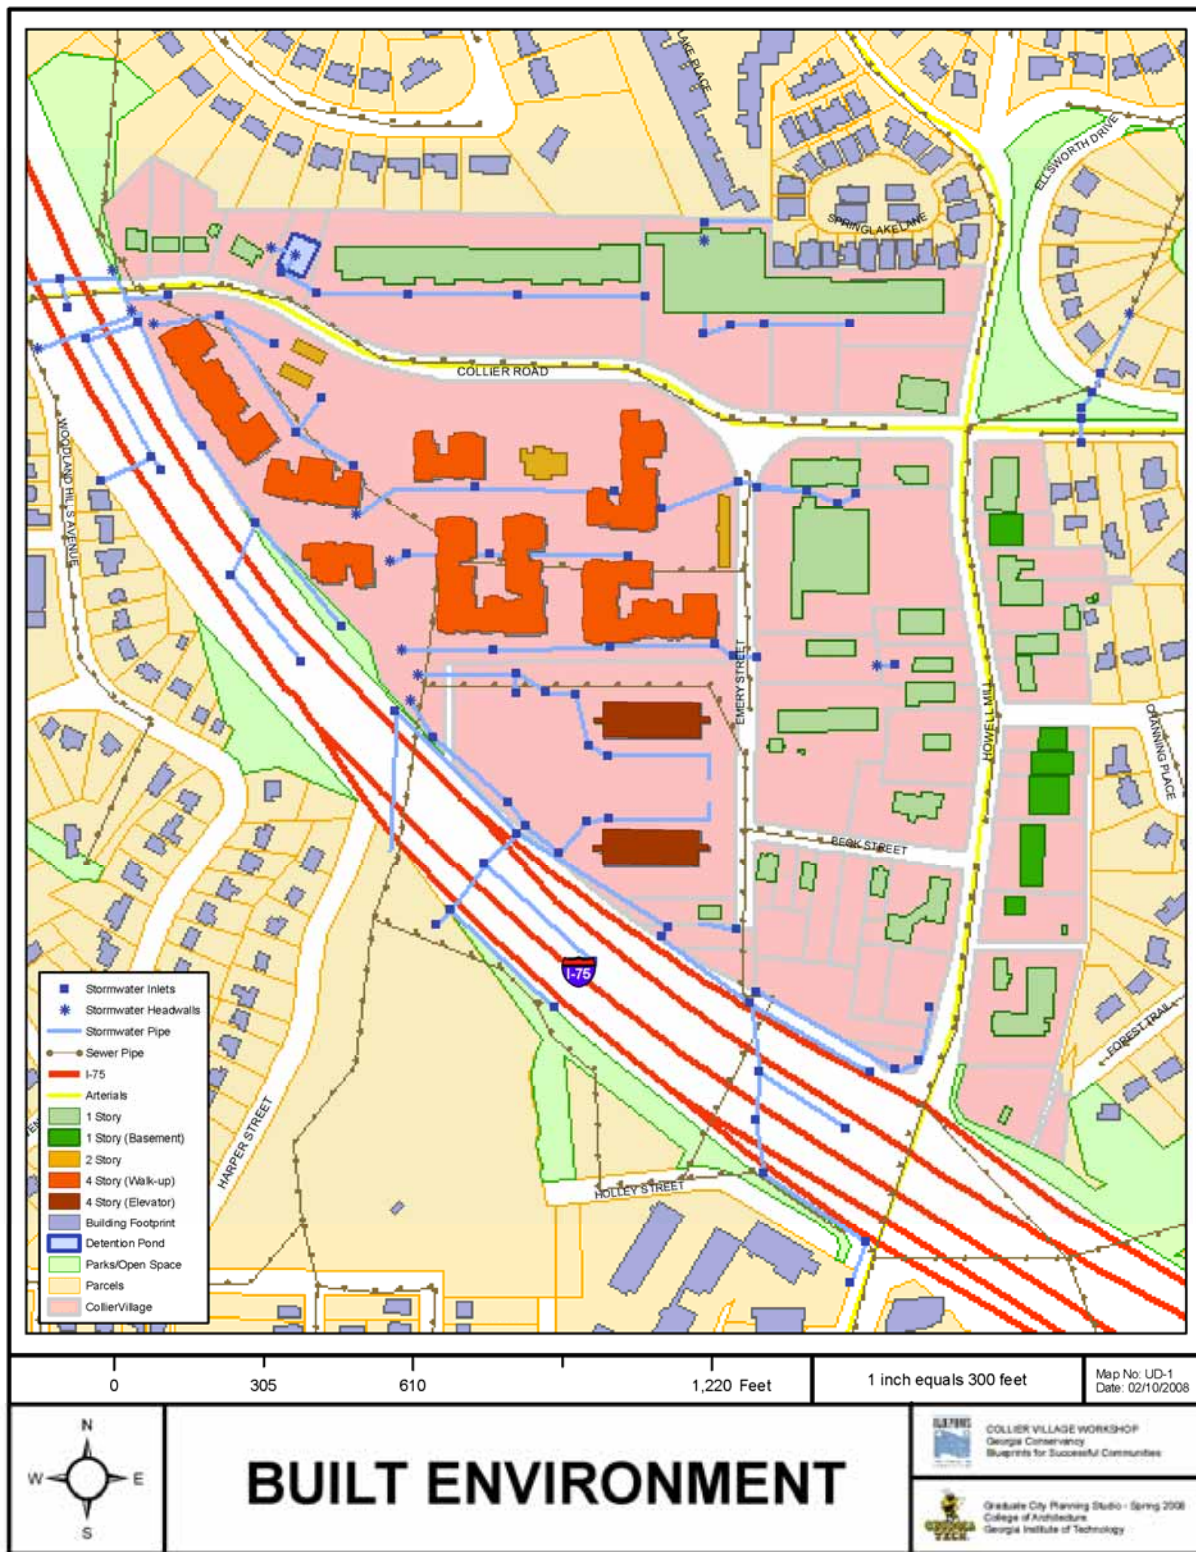 LAKE PLACE
ELLSWORTH DRIVE
SPRINGLAKE LANE
COLLIER ROAD
WOODLAND HILLS AVENUE
EMERY STREET
HOWELL MILL
CHANNING PLACE
BECK STREET
I-75
FOREST TRAIL
HARPER STREET
HOLLEY STREET
Stormwater Inlets
Stormwater Headwalls
Stormwater Pipe
Sewer Pipe
I-75
Arterials
1 Story
1 Story (Basement)
2 Story
4 Story (Walk-up)
4 Story (Elevator)
Building Footprint
Detention Pond
Parks/Open Space
Parcels
CollierVillage
0 305 610 1,220 Feet
1 inch equals 300 feet
Map No: UD-1
Date: 02/10/2008
N
W E
S
BUILT ENVIRONMENT
COLLIER VILLAGE WORKSHOP
Georgia Conservancy
Blueprints for Successful Communities
GEORGIA
TECH
Graduate City Planning Studio - Spring 2008
College of Architecture
Georgia Institute of Technology